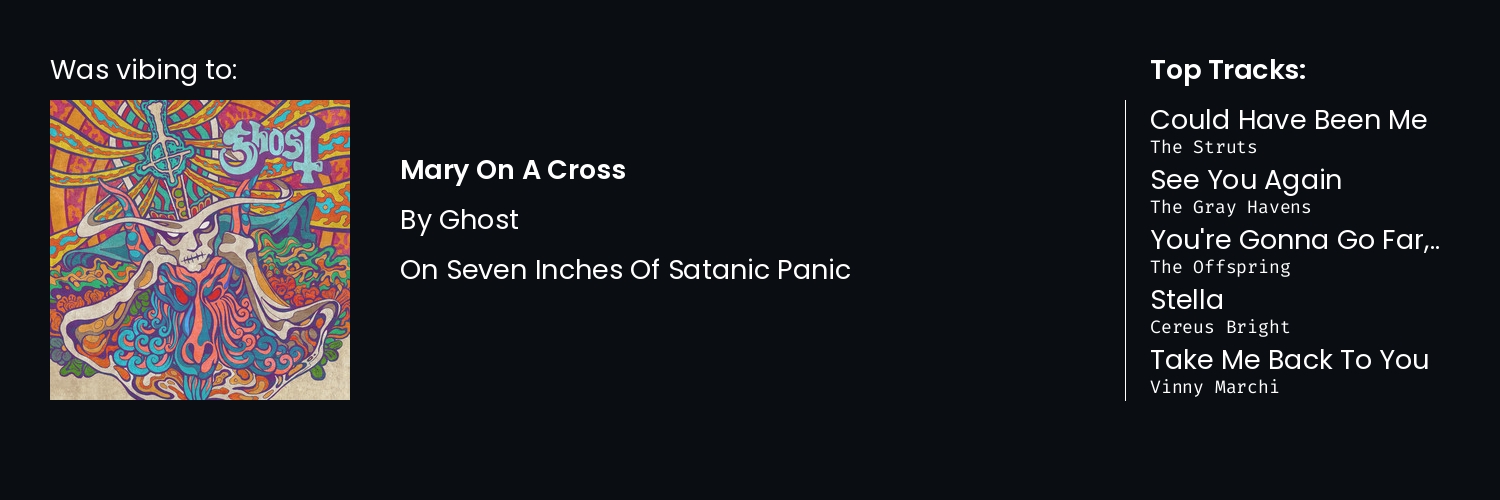 Was vibing to:
Ghost
Mary On A Cross
By Ghost
On Seven Inches Of Satanic Panic
Top Tracks:
Could Have Been Me
The Struts
See You Again
The Gray Havens
You're Gonna Go Far,..
The Offspring
Stella
Cereus Bright
Take Me Back To You
Vinny Marchi